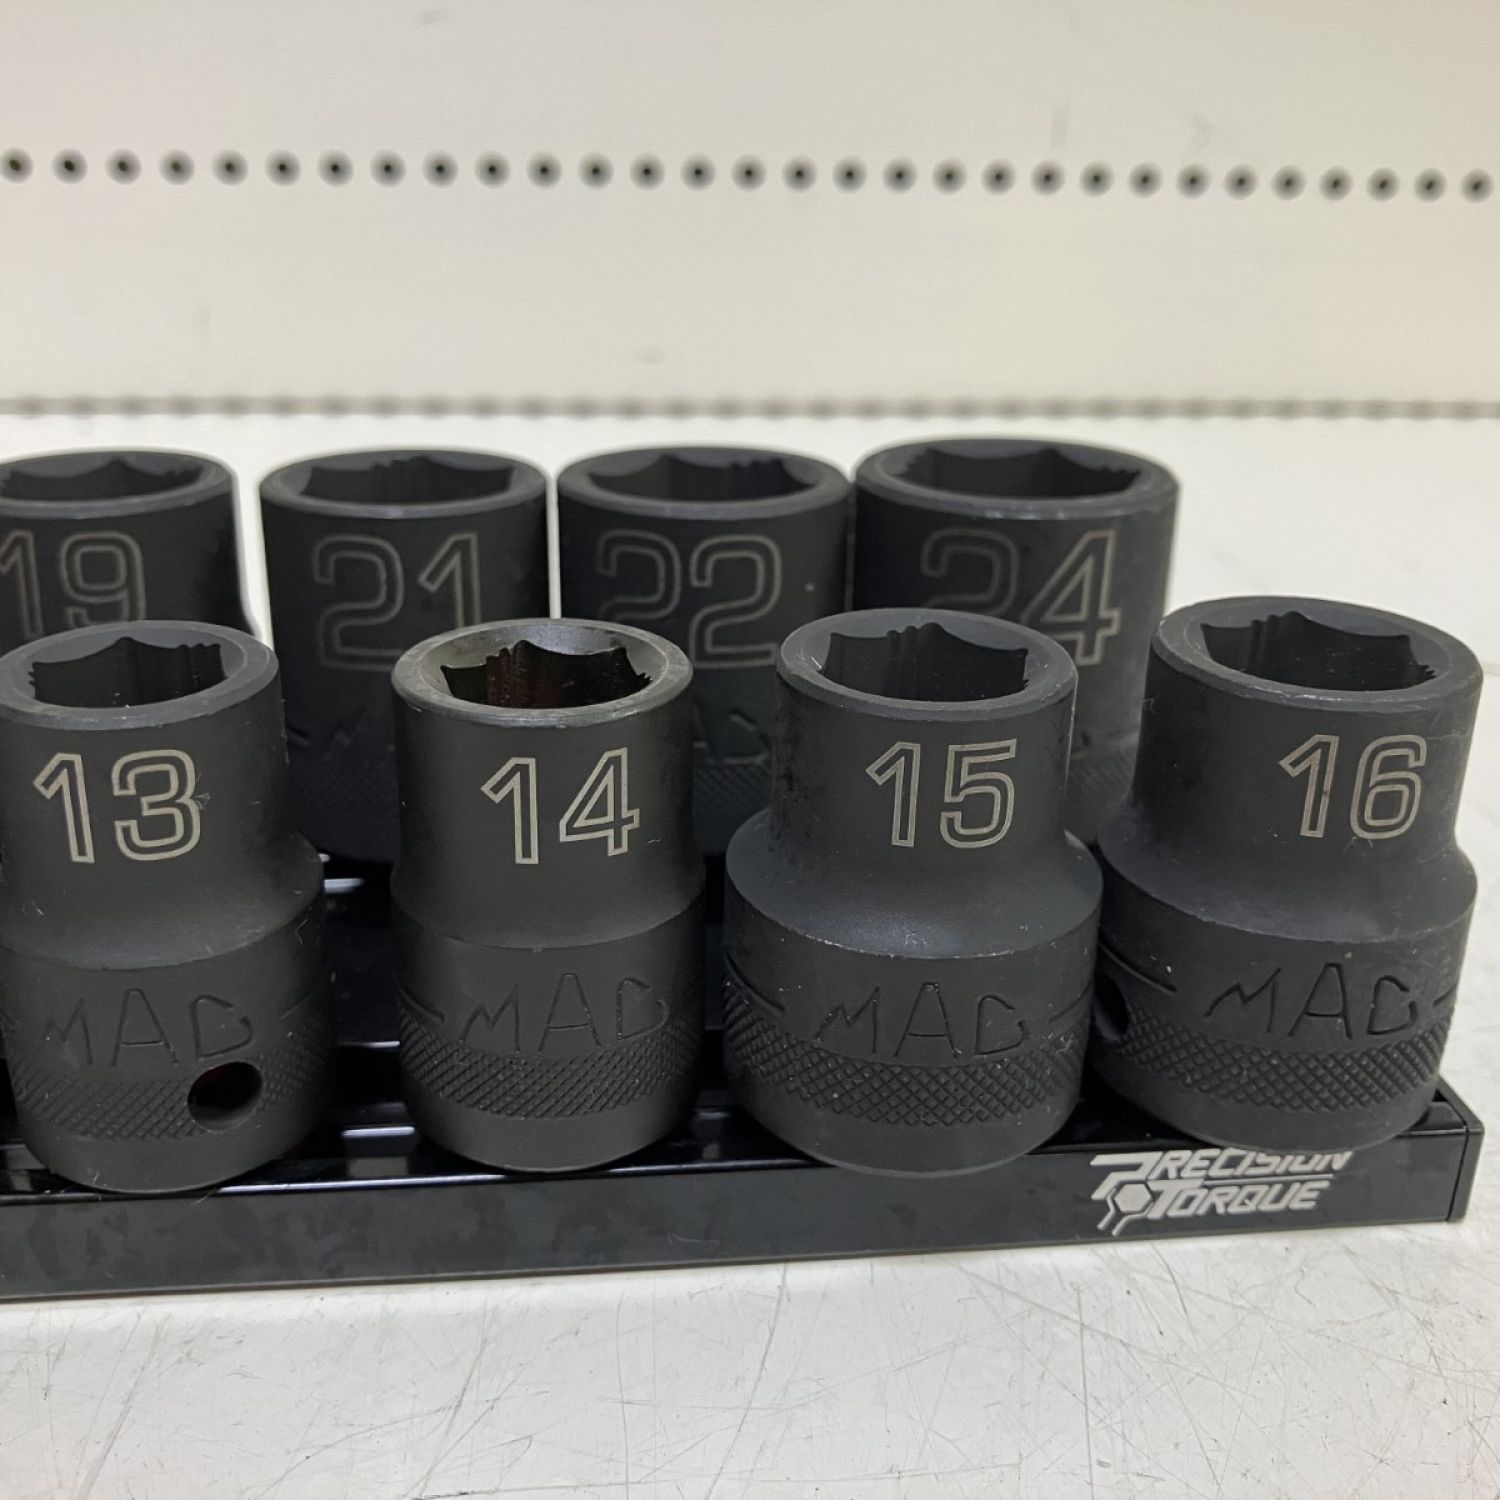 19 21 22 24
13 14 15 16
MAC MAC MAC MAC
PRECISION
TORQUE